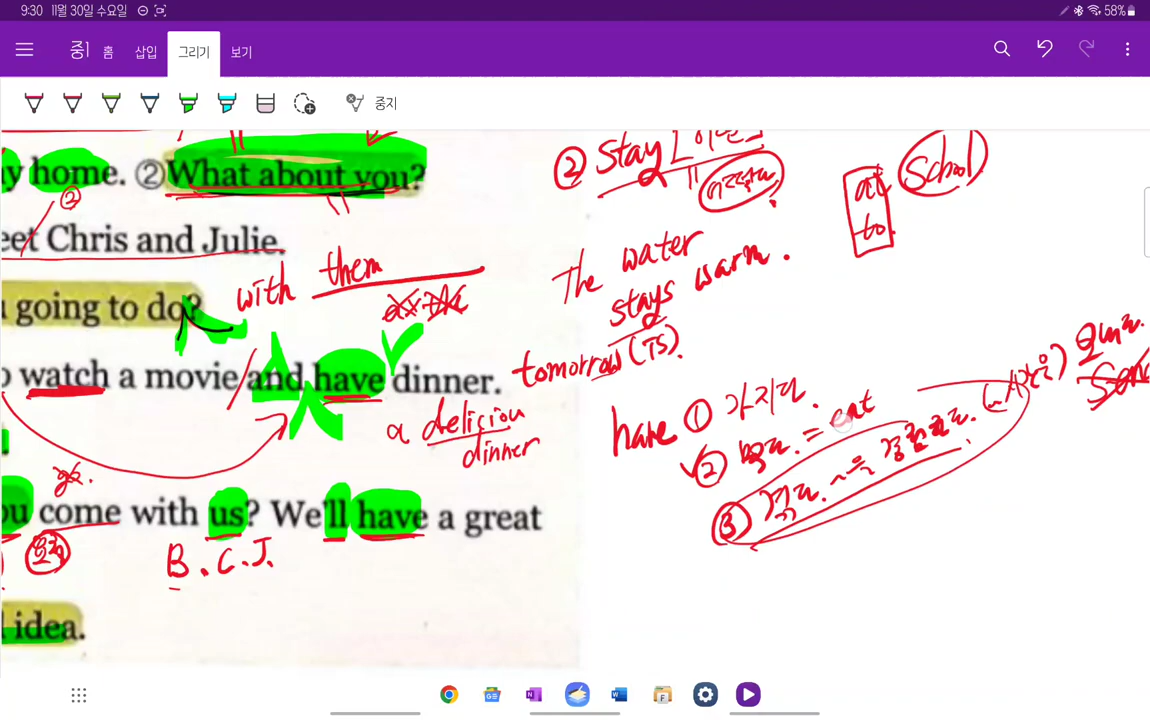 9:30 11월 30일 수요일 58%
중1 홈 삽입 그리기 보기
중지
y home. ②What about you?
②
② Stay
at
to
School
eet Chris and Julie.
with them
The water
stays warm.
going to do?
watch a movie and have dinner.
tomorrow
a delicion
dinner
have ① 가지다.
② 먹다. = eat
③ 겪다. ~을 경험하다.
ou come with us? We'll have a great
B. C. J.
idea.